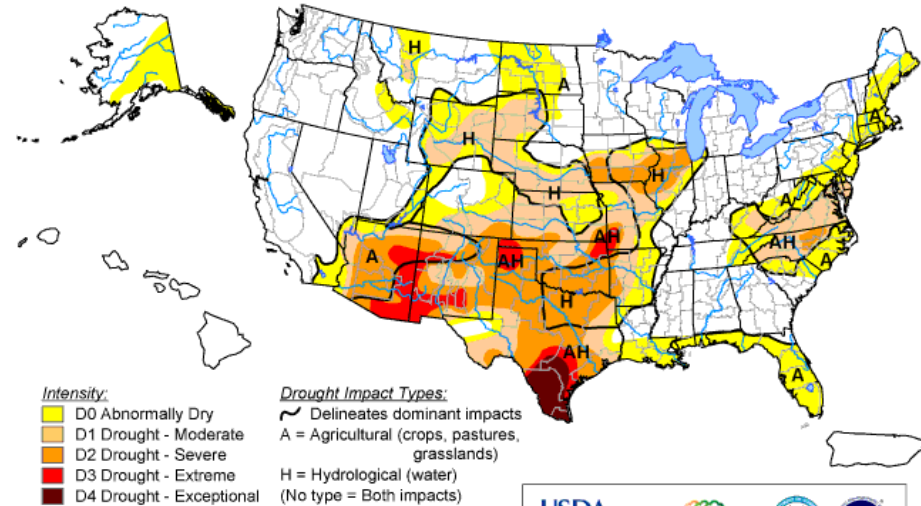 H
A
H
H
H
A
A
AH
AH
A
AH
A
H
AH
A
Intensity:
D0 Abnormally Dry
D1 Drought - Moderate
D2 Drought - Severe
D3 Drought - Extreme
D4 Drought - Exceptional
Drought Impact Types:
Delineates dominant impacts
A = Agricultural (crops, pastures,
grasslands)
H = Hydrological (water)
(No type = Both impacts)
USDA